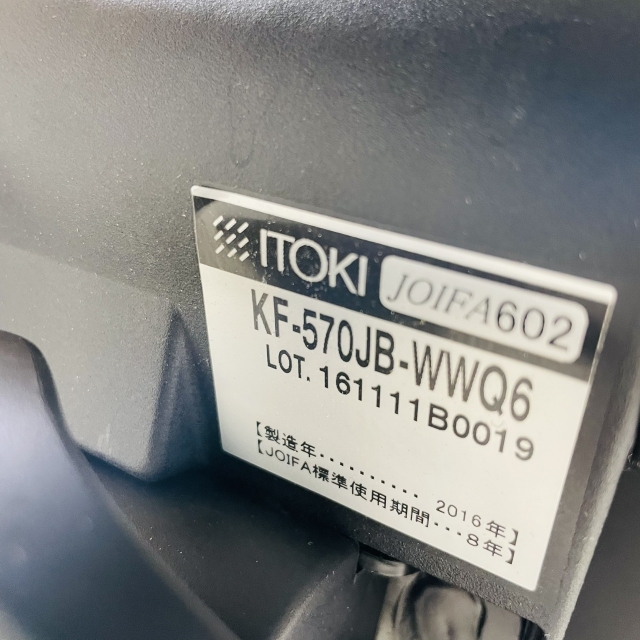 ITOKI JOIFA602
KF-570JB-WWQ6
LOT. 161111B0019
【製造年.......... 2016年】
【JOIFA標準使用期間...8年】